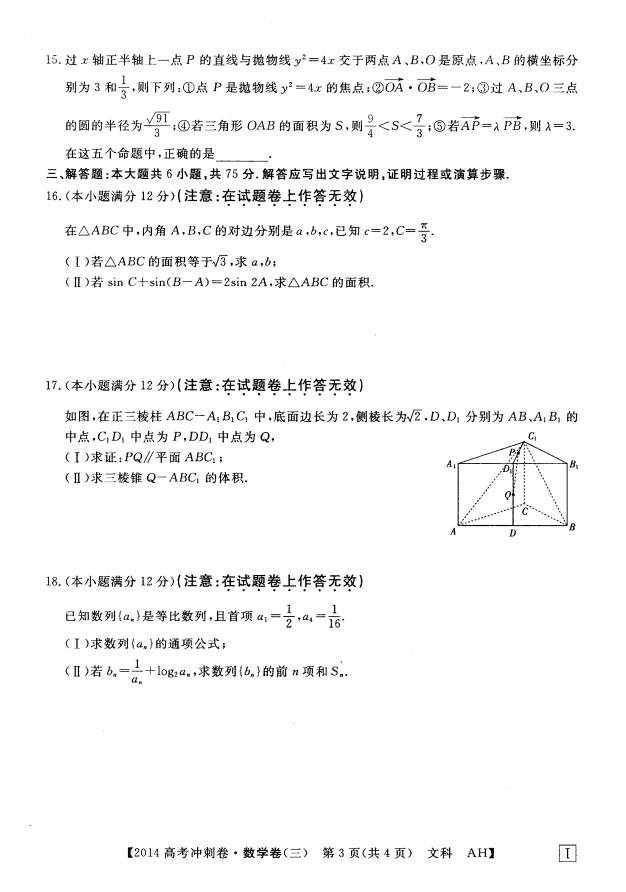 15.过 x 轴正半轴上一点 P 的直线与抛物线 y²=4x 交于两点 A、B,O 是原点,A、B 的横坐标分
别为 3 和 1/3,则下列:①点 P 是抛物线 y²=4x 的焦点;②OA→·OB→=-2;③过 A、B、O 三点
的圆的半径为 √91/3;④若三角形 OAB 的面积为 S,则 9/4<S<7/3;⑤若AP→=λPB→,则 λ=3.
在这五个命题中,正确的是________.
三、解答题:本大题共 6 小题,共 75 分.解答应写出文字说明,证明过程或演算步骤.
16.(本小题满分 12 分)(注意:在试题卷上作答无效)
在△ABC 中,内角 A,B,C 的对边分别是 a,b,c,已知 c=2,C=π/3.
(Ⅰ)若△ABC 的面积等于√3,求 a,b;
(Ⅱ)若 sin C+sin(B-A)=2sin 2A,求△ABC 的面积.
17.(本小题满分 12 分)(注意:在试题卷上作答无效)
如图,在正三棱柱 ABC-A₁B₁C₁ 中,底面边长为 2,侧棱长为√2,D、D₁ 分别为 AB、A₁B₁ 的
中点,C₁D₁ 中点为 P,DD₁ 中点为 Q,
(Ⅰ)求证:PQ∥平面 ABC₁;
(Ⅱ)求三棱锥 Q-ABC₁ 的体积.
C₁
P
A₁ D₁ B₁
Q
C
A D B
18.(本小题满分 12 分)(注意:在试题卷上作答无效)
已知数列{aₙ}是等比数列,且首项 a₁=1/2,a₄=1/16.
(Ⅰ)求数列{aₙ}的通项公式;
(Ⅱ)若 bₙ=1/aₙ+log₂aₙ,求数列{bₙ}的前 n 项和 Sₙ.
【2014 高考冲刺卷·数学卷(三) 第 3 页(共 4 页) 文科 AH】
I